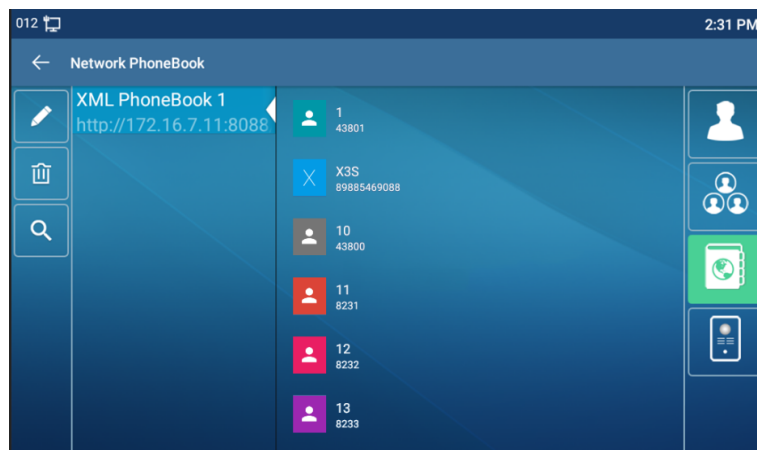 012
2:31 PM
Network PhoneBook
XML PhoneBook 1
http://172.16.7.11:8088
1
43801
X
X3S
89885469088
10
43800
11
8231
12
8232
13
8233